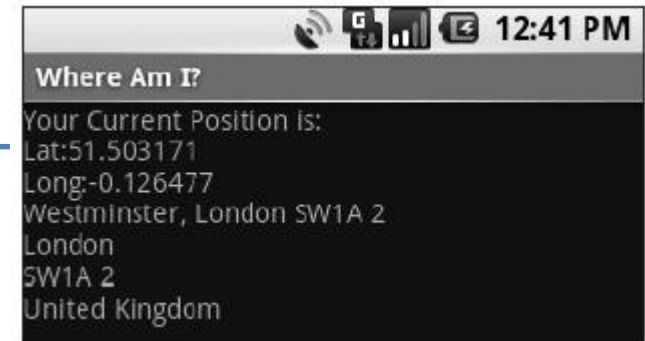 G
12:41 PM
Where Am I?
Your Current Position is:
Lat:51.503171
Long:-0.126477
Westminster, London SW1A 2
London
SW1A 2
United Kingdom